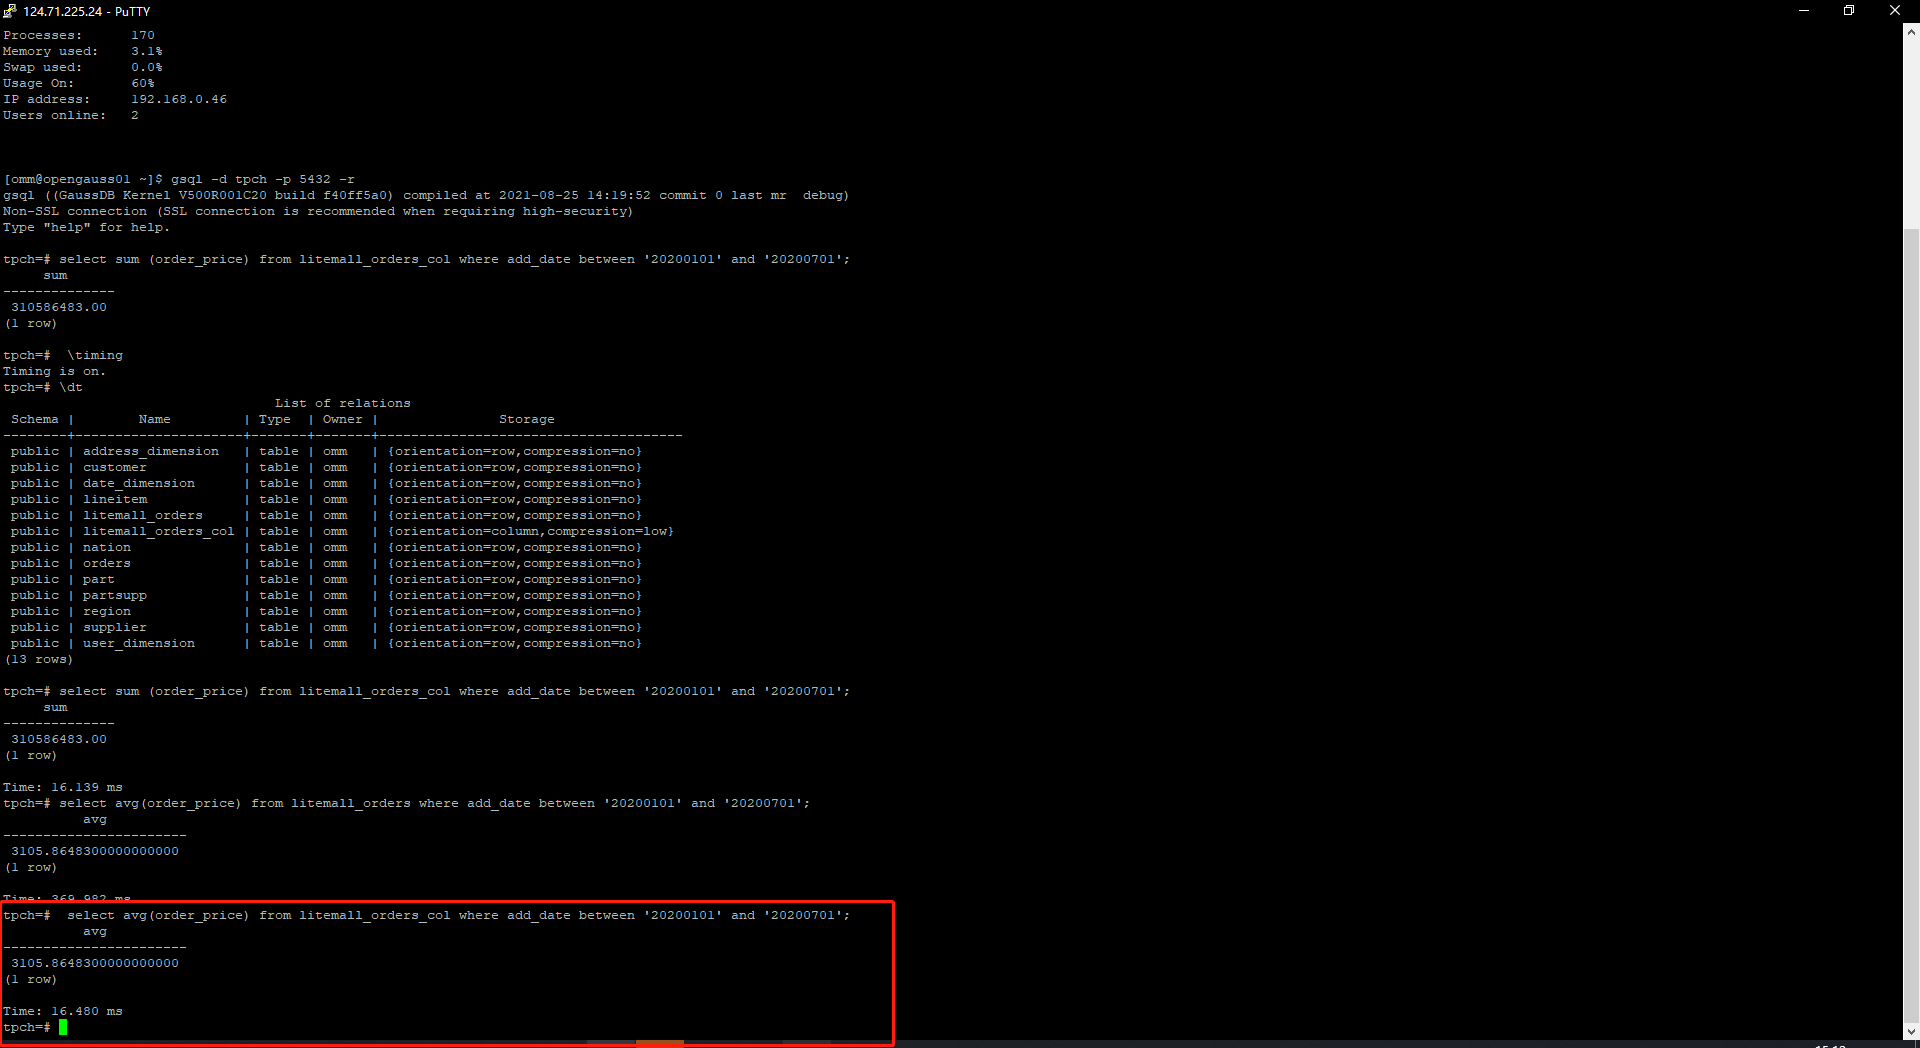 124.71.225.24 - PuTTY
Processes:      170
Memory used:    3.1%
Swap used:      0.0%
Usage On:       60%
IP address:     192.168.0.46
Users online:   2
[omm@opengauss01 ~]$ gsql -d tpch -p 5432 -r
gsql ((GaussDB Kernel V500R001C20 build f40ff5a0) compiled at 2021-08-25 14:19:52 commit 0 last mr  debug)
Non-SSL connection (SSL connection is recommended when requiring high-security)
Type "help" for help.
tpch=# select sum (order_price) from litemall_orders_col where add_date between '20200101' and '20200701';
     sum
--------------
 310586483.00
(1 row)
tpch=#  \timing
Timing is on.
tpch=# \dt
                                  List of relations
 Schema |        Name         | Type  | Owner |               Storage
--------+---------------------+-------+-------+--------------------------------------
 public | address_dimension   | table | omm   | {orientation=row,compression=no}
 public | customer            | table | omm   | {orientation=row,compression=no}
 public | date_dimension      | table | omm   | {orientation=row,compression=no}
 public | lineitem            | table | omm   | {orientation=row,compression=no}
 public | litemall_orders     | table | omm   | {orientation=row,compression=no}
 public | litemall_orders_col | table | omm   | {orientation=column,compression=low}
 public | nation              | table | omm   | {orientation=row,compression=no}
 public | orders              | table | omm   | {orientation=row,compression=no}
 public | part                | table | omm   | {orientation=row,compression=no}
 public | partsupp            | table | omm   | {orientation=row,compression=no}
 public | region              | table | omm   | {orientation=row,compression=no}
 public | supplier            | table | omm   | {orientation=row,compression=no}
 public | user_dimension      | table | omm   | {orientation=row,compression=no}
(13 rows)
tpch=# select sum (order_price) from litemall_orders_col where add_date between '20200101' and '20200701';
     sum
--------------
 310586483.00
(1 row)
Time: 16.139 ms
tpch=# select avg(order_price) from litemall_orders where add_date between '20200101' and '20200701';
          avg
-----------------------
 3105.8648300000000000
(1 row)
Time: 369.982 ms
tpch=#  select avg(order_price) from litemall_orders_col where add_date between '20200101' and '20200701';
          avg
-----------------------
 3105.8648300000000000
(1 row)
Time: 16.480 ms
tpch=#